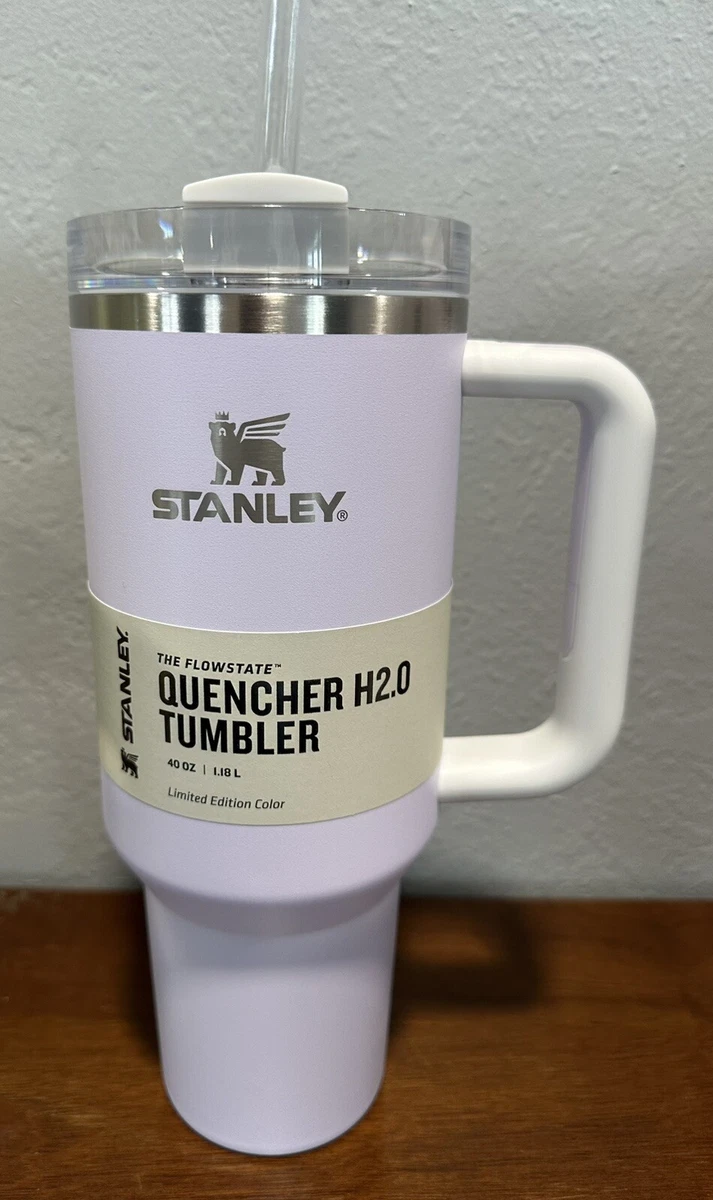 STANLEY®
STANLEY.
THE FLOWSTATE™
QUENCHER H2.0
TUMBLER
40 OZ | 1.18 L
Limited Edition Color